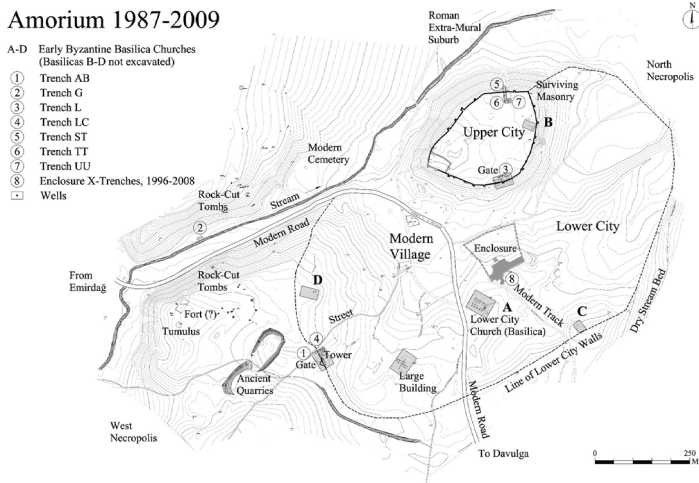 Amorium 1987-2009
A-D Early Byzantine Basilica Churches
(Basilicas B-D not excavated)
1 Trench AB
2 Trench G
3 Trench L
4 Trench LC
5 Trench ST
6 Trench TT
7 Trench UU
8 Enclosure X-Trenches, 1996-2008
Wells
Roman
Extra-Mural
Suburb
N
North
Necropolis
5
6
7
Surviving
Masonry
Upper City
B
Gate
3
Modern
Cemetery
Rock-Cut
Tombs
Stream
2
Modern Road
Modern
Village
Lower City
Enclosure
8
Modern Track
From
Emirdağ
Rock-Cut
Tombs
D
Fort (?)
Tumulus
Street
A
Lower City
Church (Basilica)
C
Dry Stream Bed
4
1
Tower
Gate
Ancient
Quarries
Large
Building
Line of Lower City Walls
Modern Road
West
Necropolis
To Davulga
0
250
M